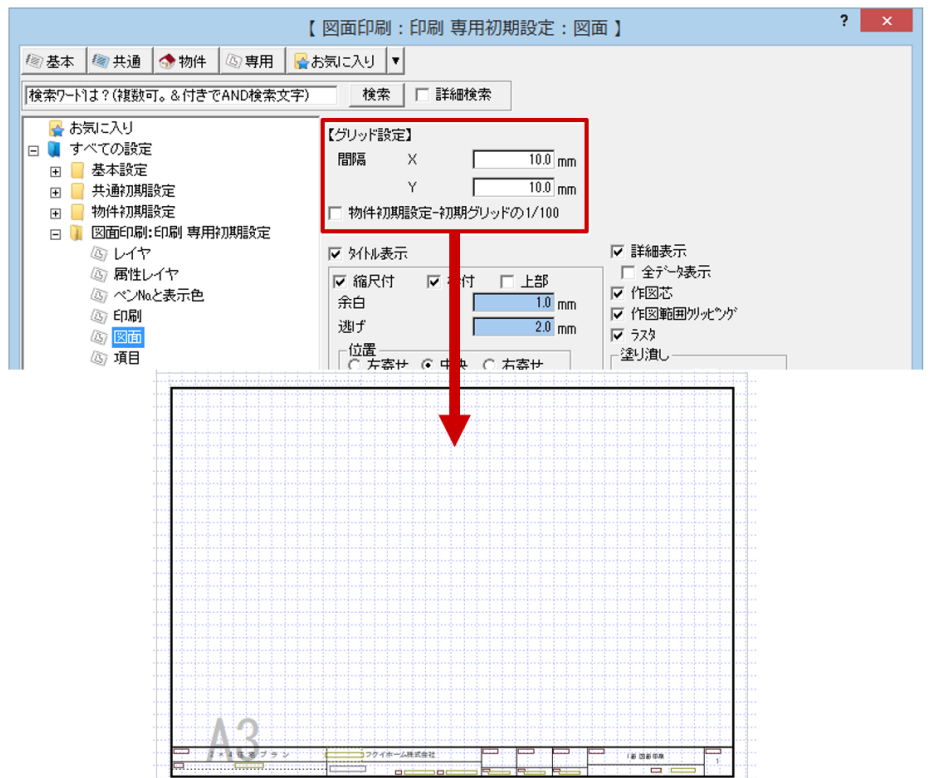 【 図面印刷：印刷 専用初期設定：図面 】
?
×
基本 共通 物件 専用 お気に入り ▼
検索ワードは？(複数可。&付きでAND検索文字) 検索 詳細検索
お気に入り
すべての設定
基本設定
共通初期設定
物件初期設定
図面印刷:印刷 専用初期設定
レイヤ
属性レイヤ
ペンNoと表示色
印刷
図面
項目
【グリッド設定】
間隔 X 10.0 mm
Y 10.0 mm
物件初期設定-初期グリッドの1/100
タイトル表示
縮尺付 付 上部
余白 1.0 mm
逃げ 2.0 mm
位置
左寄せ 中央 右寄せ
詳細表示
全データ表示
作図芯
作図範囲クリッピング
ラスタ
塗り潰し
A3
プラン
フクイホーム株式会社
1